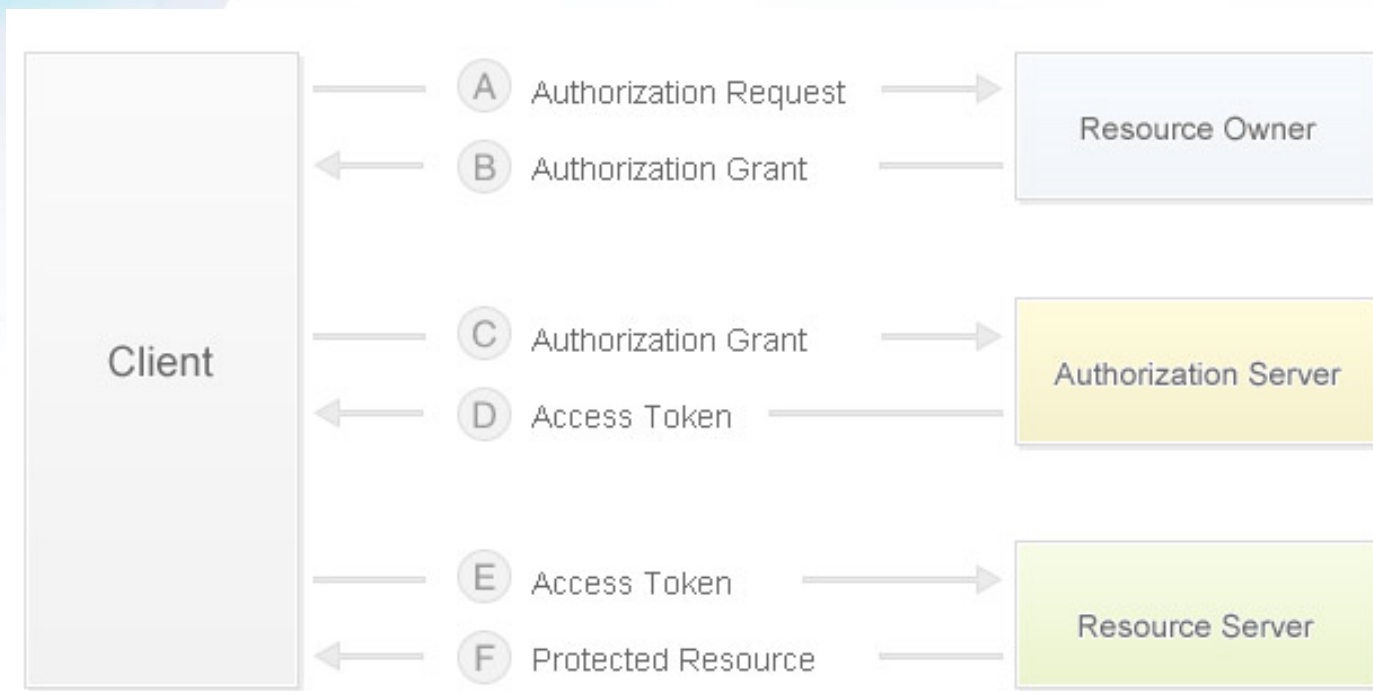 A Authorization Request
Resource Owner
B Authorization Grant
Client
C Authorization Grant
Authorization Server
D Access Token
E Access Token
Resource Server
F Protected Resource